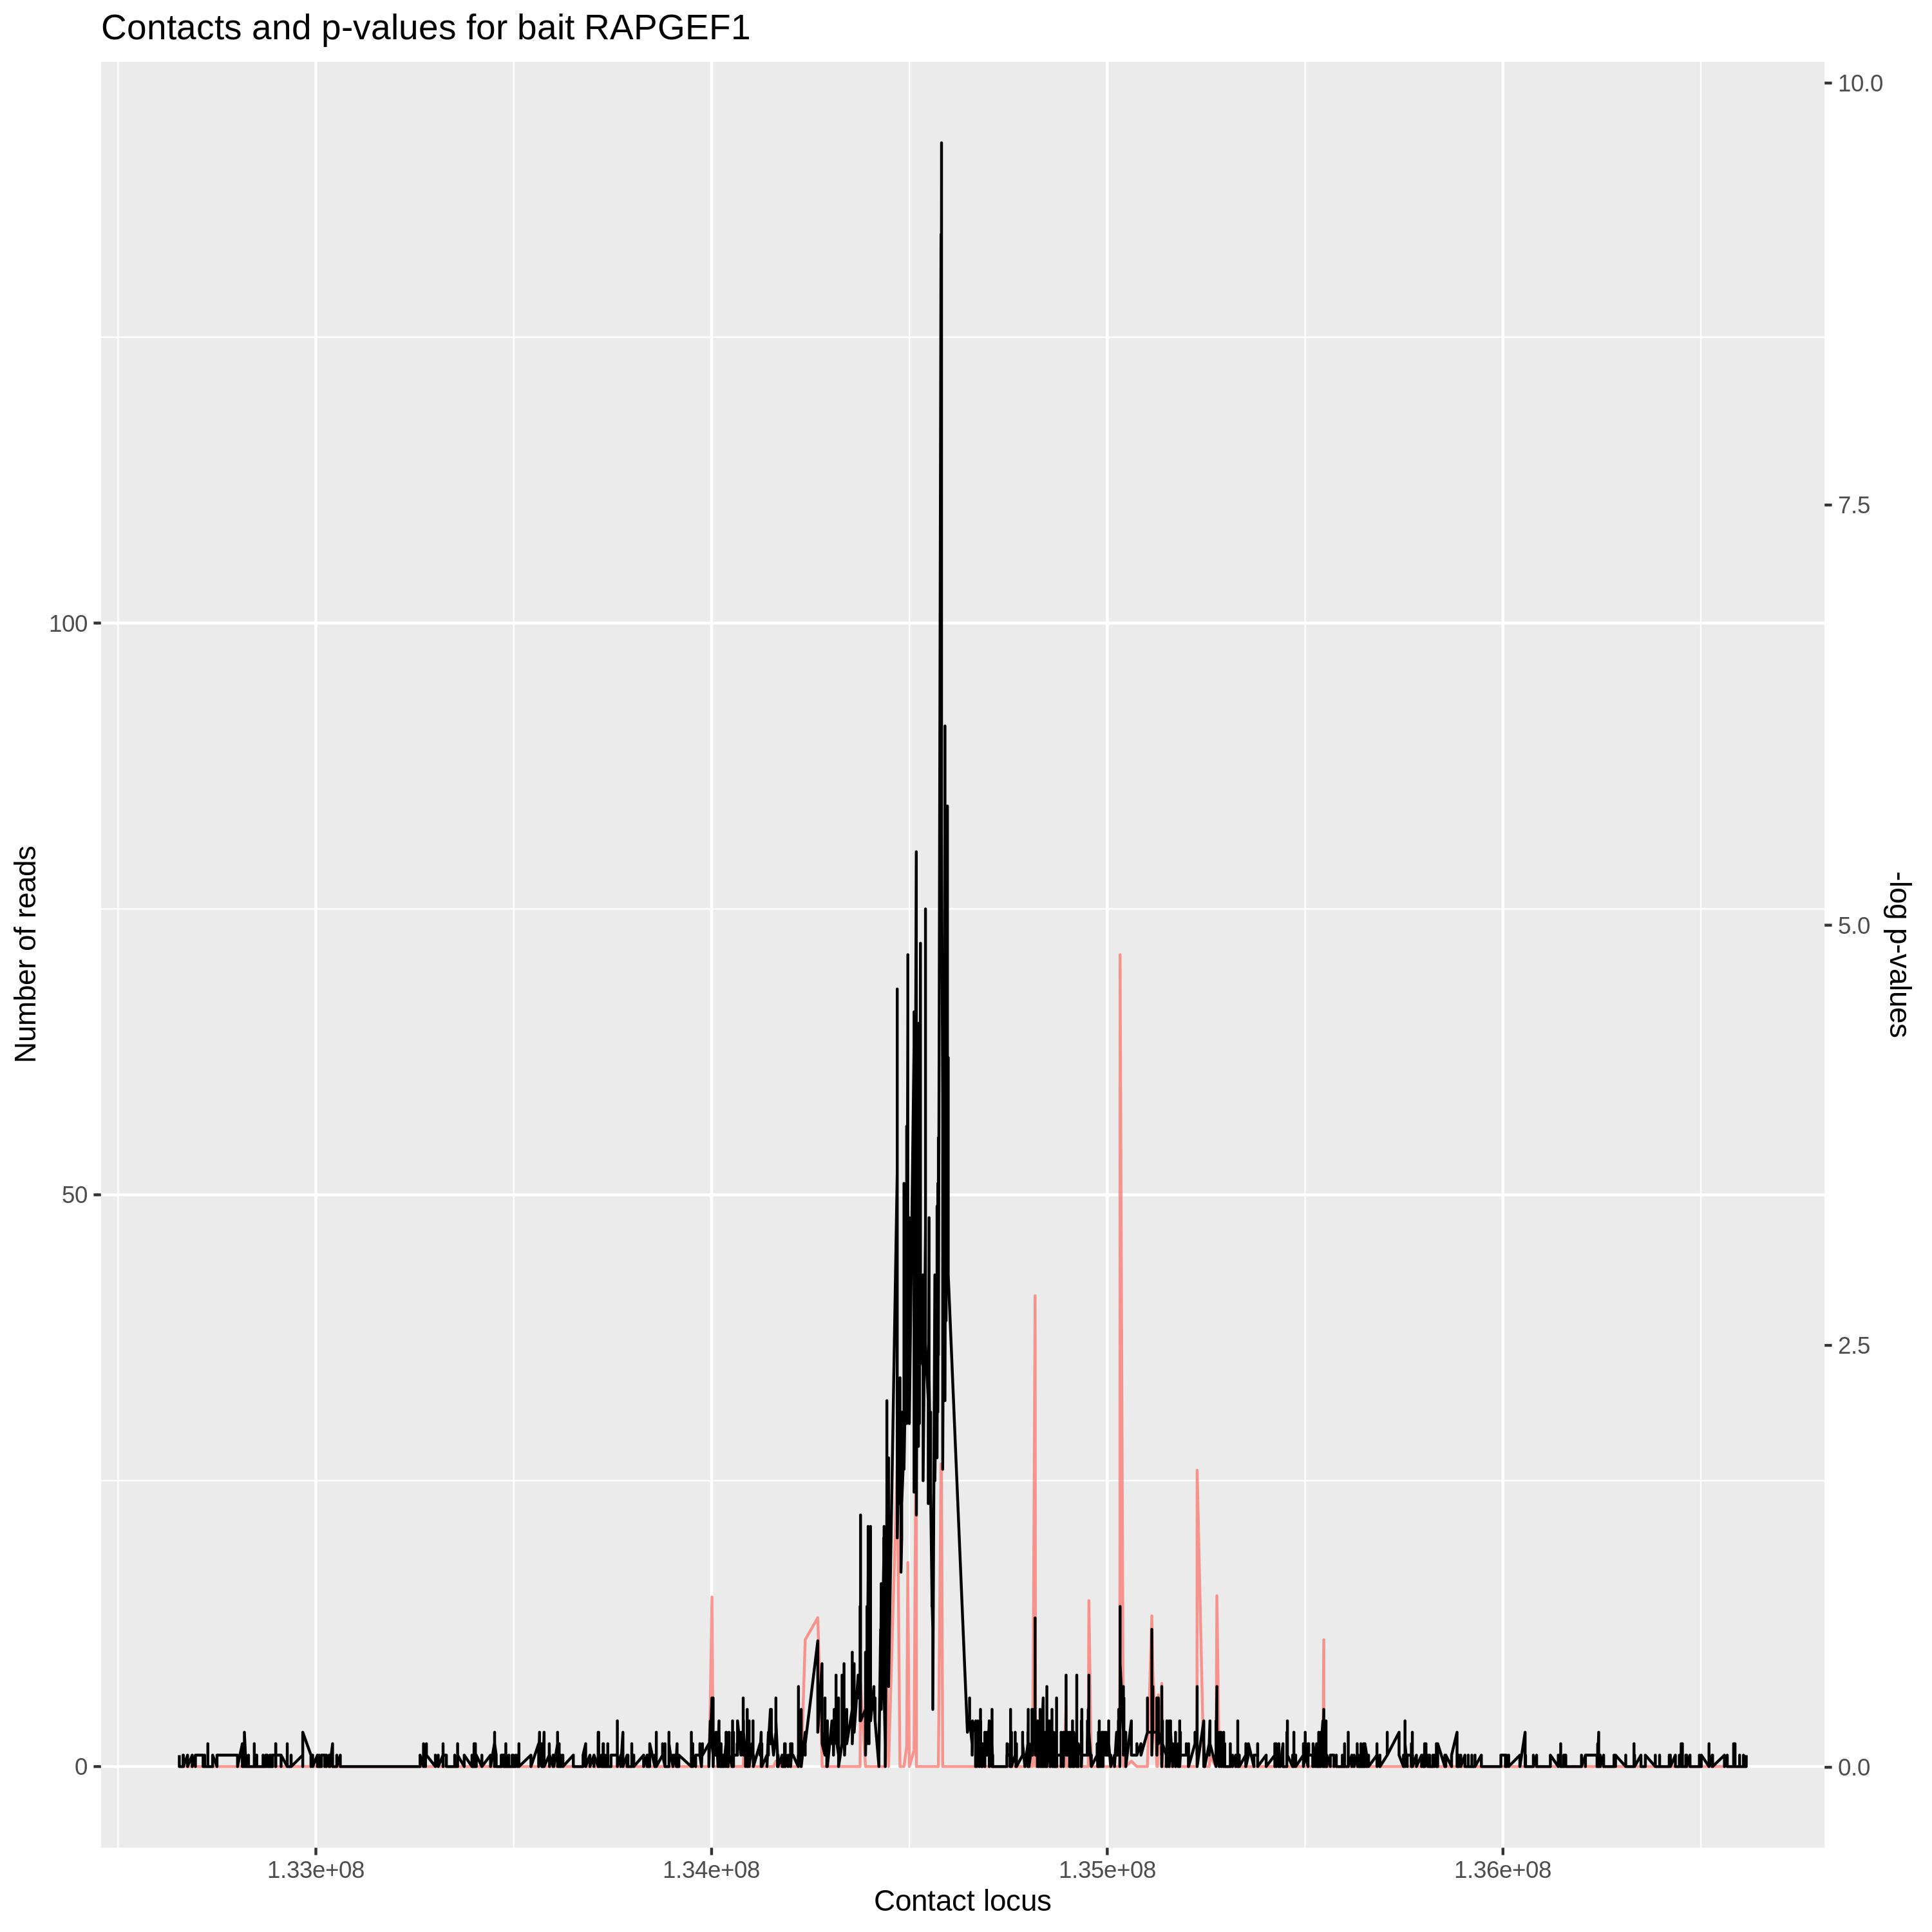 Contacts and p-values for bait RAPGEF1
10.0
7.5
100
5.0
Number of reads
-log p-values
50
2.5
0
0.0
1.33e+08
1.34e+08
1.35e+08
1.36e+08
Contact locus